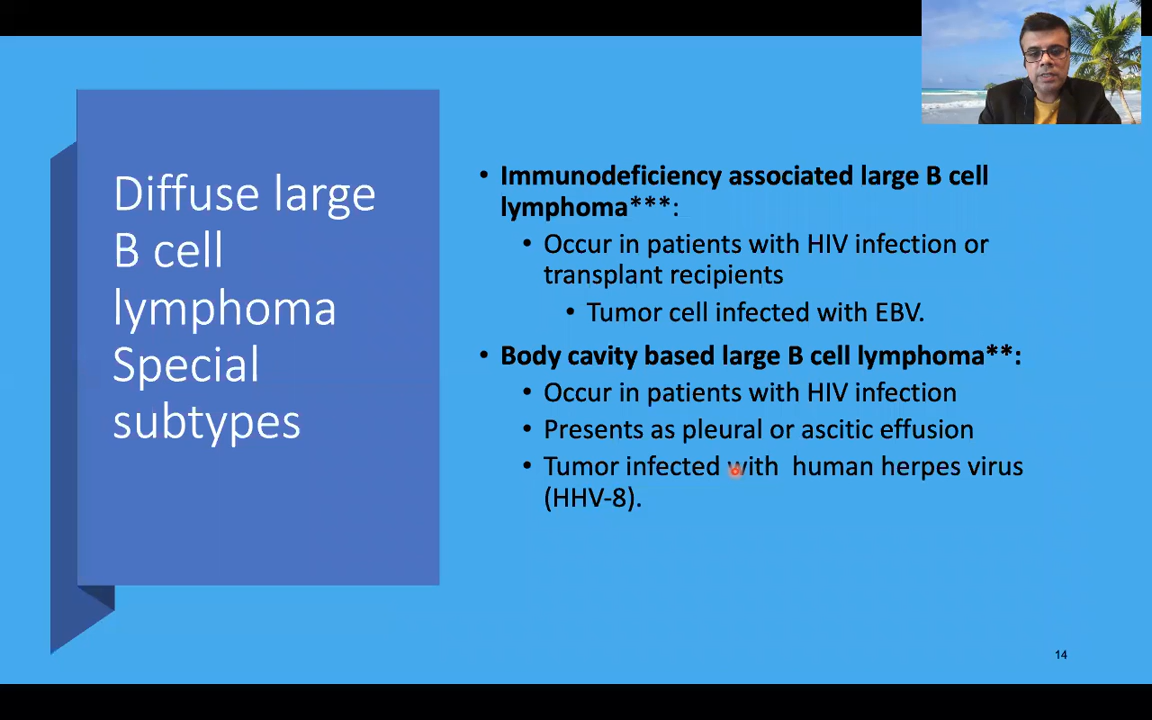 Diffuse large
B cell
lymphoma
Special
subtypes
• Immunodeficiency associated large B cell
lymphoma***:
• Occur in patients with HIV infection or
transplant recipients
• Tumor cell infected with EBV.
• Body cavity based large B cell lymphoma**:
• Occur in patients with HIV infection
• Presents as pleural or ascitic effusion
• Tumor infected with  human herpes virus
(HHV-8).
14